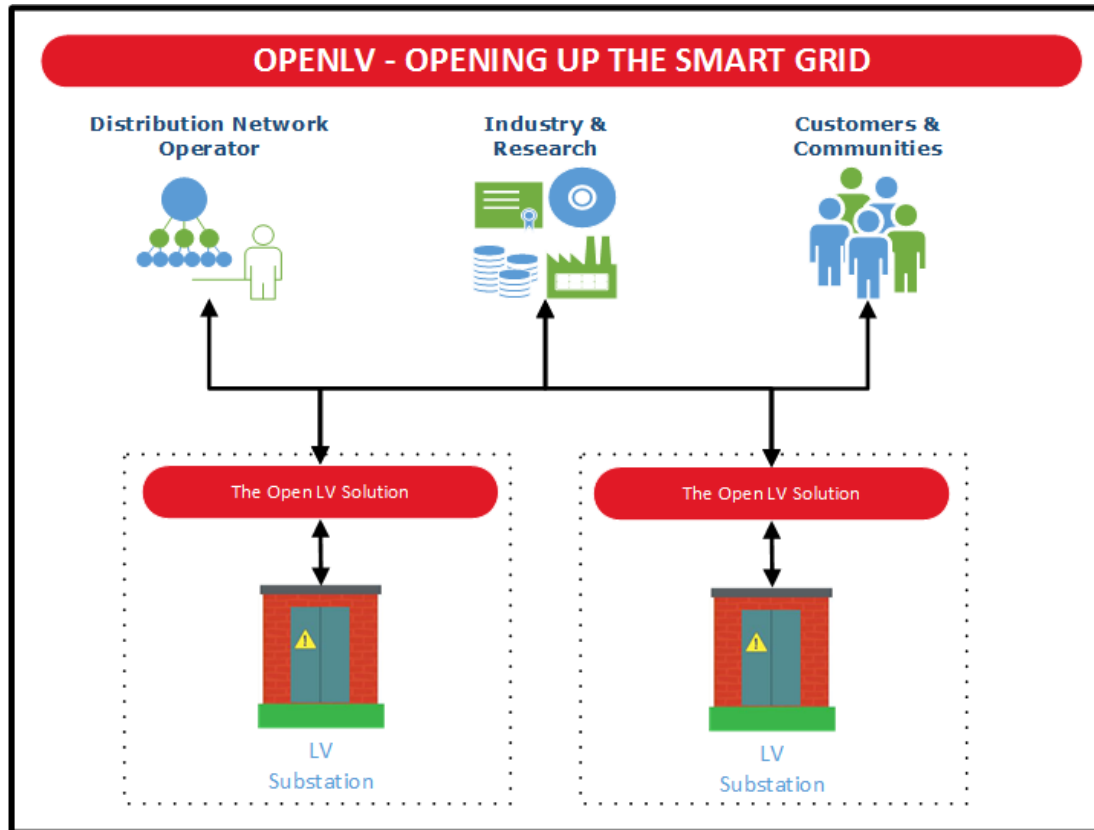 OPENLV - OPENING UP THE SMART GRID
Distribution Network
Operator
Industry &
Research
Customers &
Communities
The Open LV Solution
The Open LV Solution
LV
Substation
LV
Substation